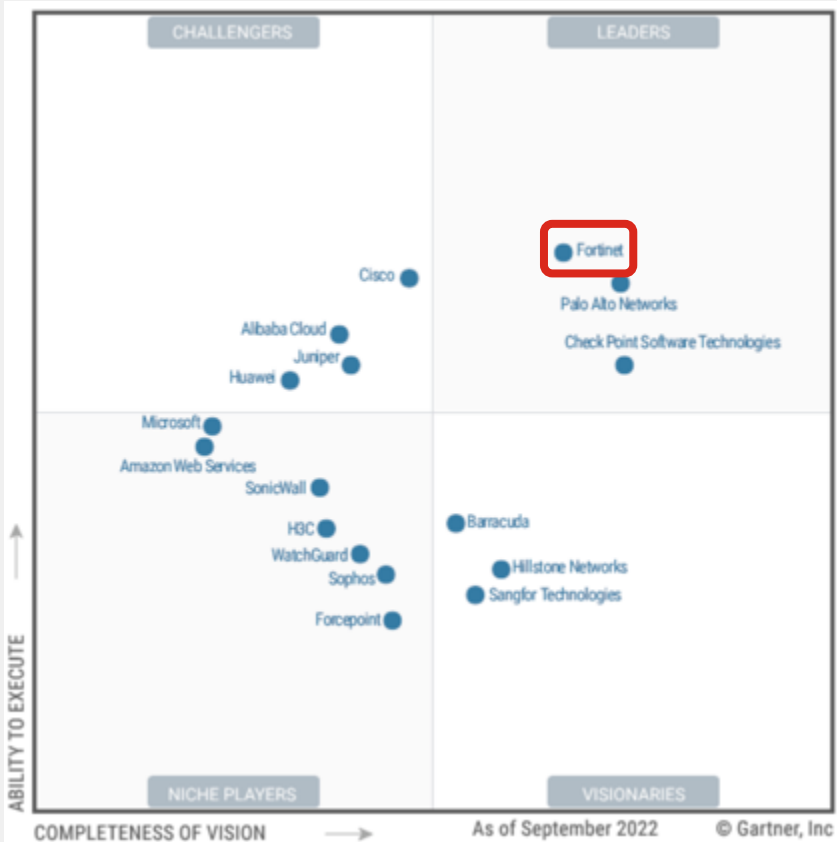 CHALLENGERS
LEADERS
Fortinet
Cisco
Palo Alto Networks
Alibaba Cloud
Check Point Software Technologies
Juniper
Huawei
Microsoft
Amazon Web Services
SonicWall
Barracuda
H3C
WatchGuard
Hillstone Networks
Sophos
Sangfor Technologies
Forcepoint
ABILITY TO EXECUTE
NICHE PLAYERS
VISIONARIES
COMPLETENESS OF VISION
As of September 2022
© Gartner, Inc